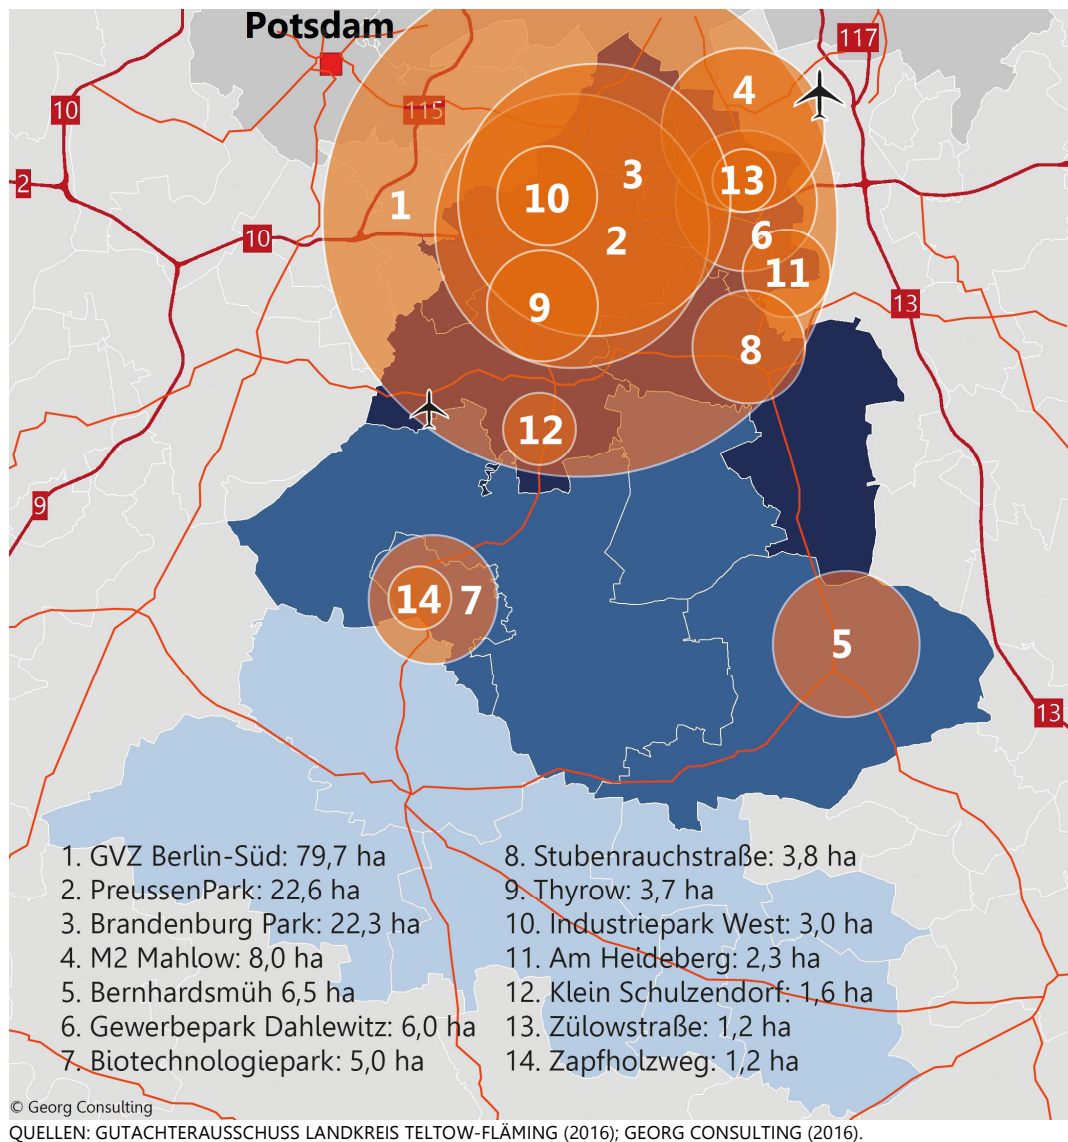 Potsdam
117
4
10
115
3
13
2
10
1
6
2
10
11
9
13
8
12
9
14
7
5
13
1. GVZ Berlin-Süd: 79,7 ha
2. PreussenPark: 22,6 ha
3. Brandenburg Park: 22,3 ha
4. M2 Mahlow: 8,0 ha
5. Bernhardsmüh 6,5 ha
6. Gewerbepark Dahlewitz: 6,0 ha
7. Biotechnologiepark: 5,0 ha
8. Stubenrauchstraße: 3,8 ha
9. Thyrow: 3,7 ha
10. Industriepark West: 3,0 ha
11. Am Heideberg: 2,3 ha
12. Klein Schulzendorf: 1,6 ha
13. Zülowstraße: 1,2 ha
14. Zapfholzweg: 1,2 ha
© Georg Consulting
QUELLEN: GUTACHTERAUSSCHUSS LANDKREIS TELTOW-FLÄMING (2016); GEORG CONSULTING (2016).